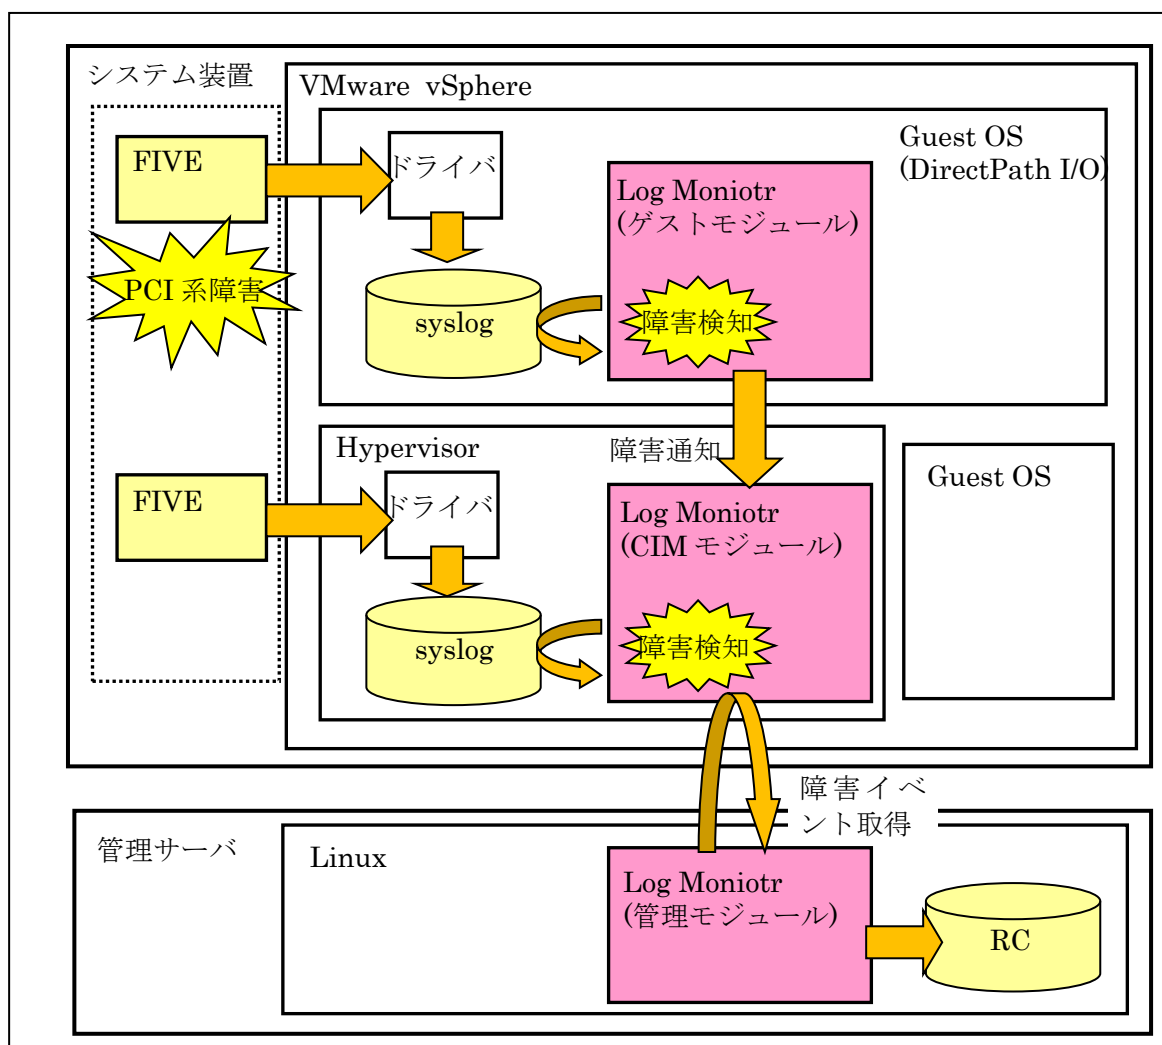 システム装置
VMware vSphere
Guest OS
(DirectPath I/O)
FIVE
ドライバ
Log Moniotr
(ゲストモジュール)
PCI 系障害
syslog
障害検知
Hypervisor
障害通知
Guest OS
FIVE
ドライバ
Log Moniotr
(CIM モジュール)
syslog
障害検知
障害イベ
ント取得
管理サーバ
Linux
Log Moniotr
(管理モジュール)
RC